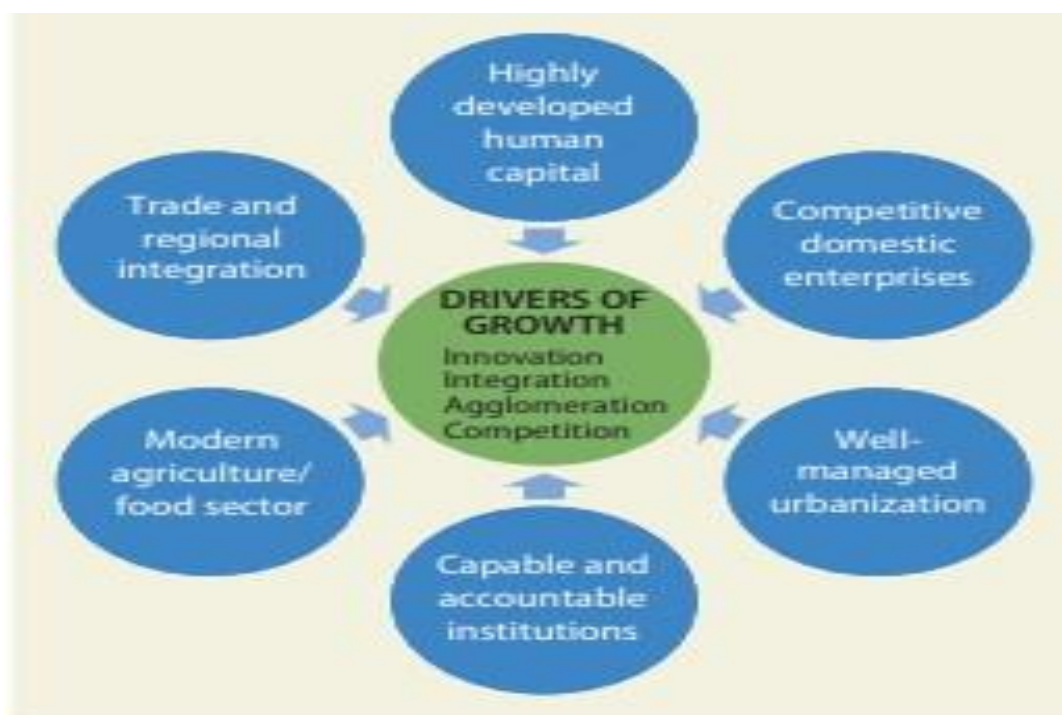 Highly
developed
human
capital
Trade and
regional
integration
Competitive
domestic
enterprises
DRIVERS OF
GROWTH
Innovation
Integration
Agglomeration
Competition
Modern
agriculture/
food sector
Well-
managed
urbanization
Capable and
accountable
institutions